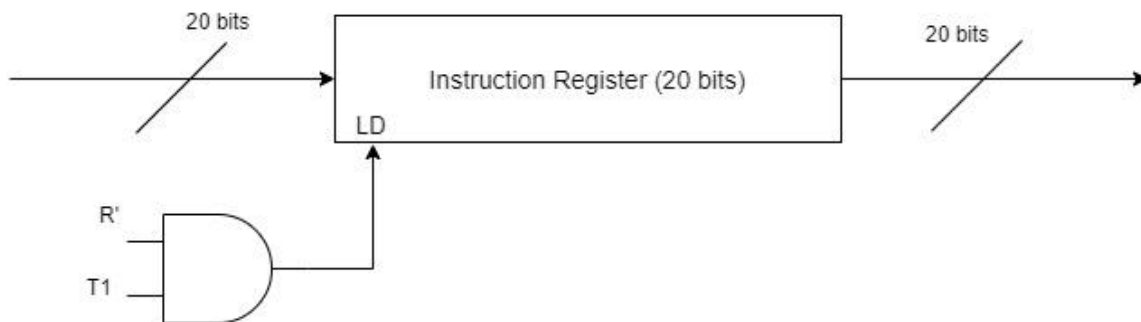 20 bits
20 bits
Instruction Register (20 bits)
LD
R'
T1